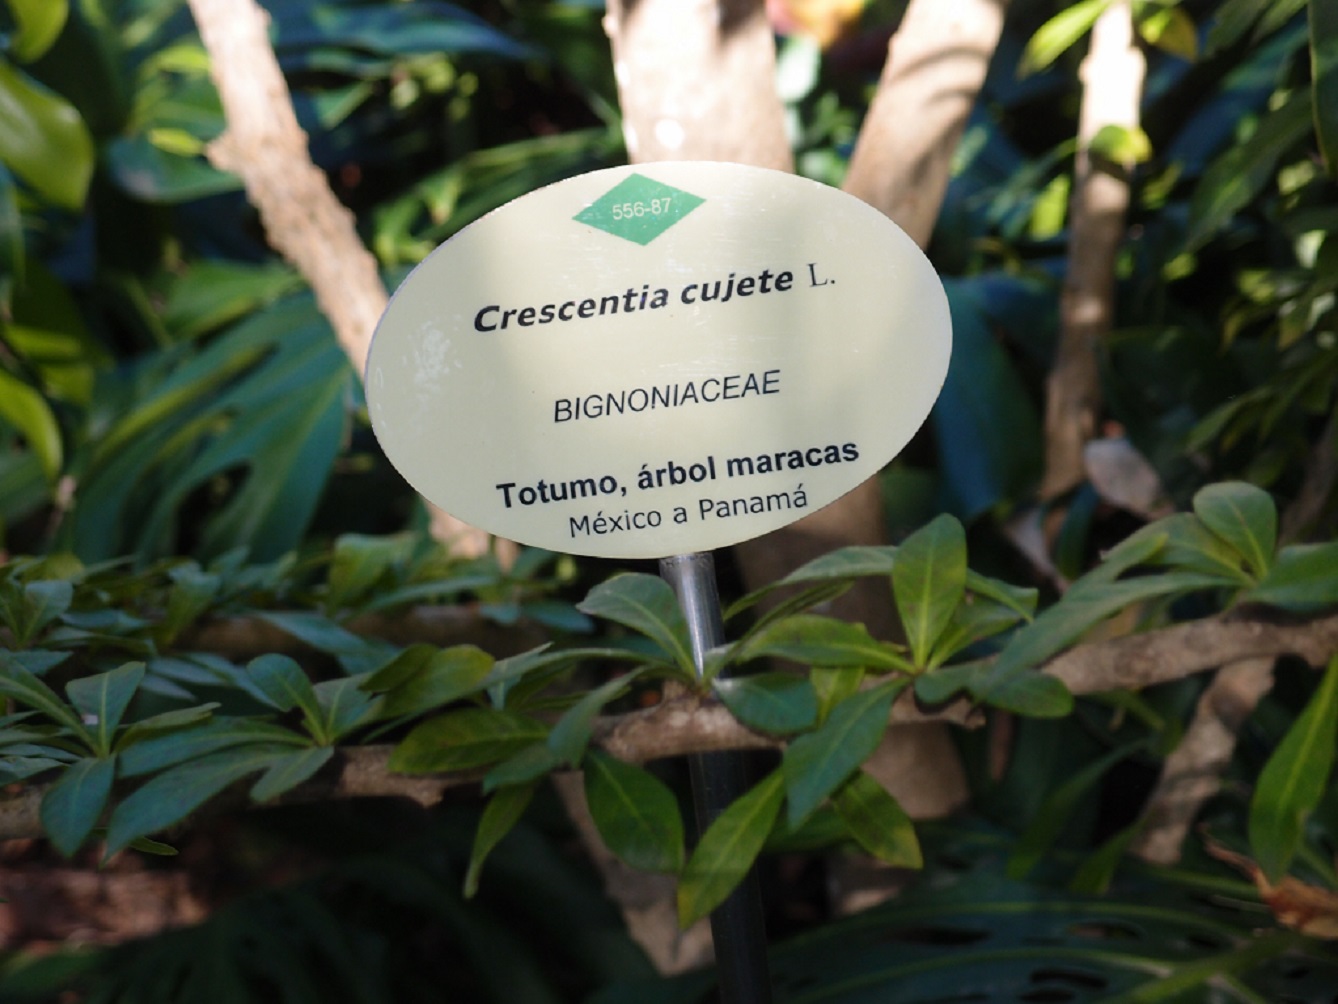 556-87
Crescentia cujete L.
BIGNONIACEAE
Totumo, árbol maracas
México a Panamá